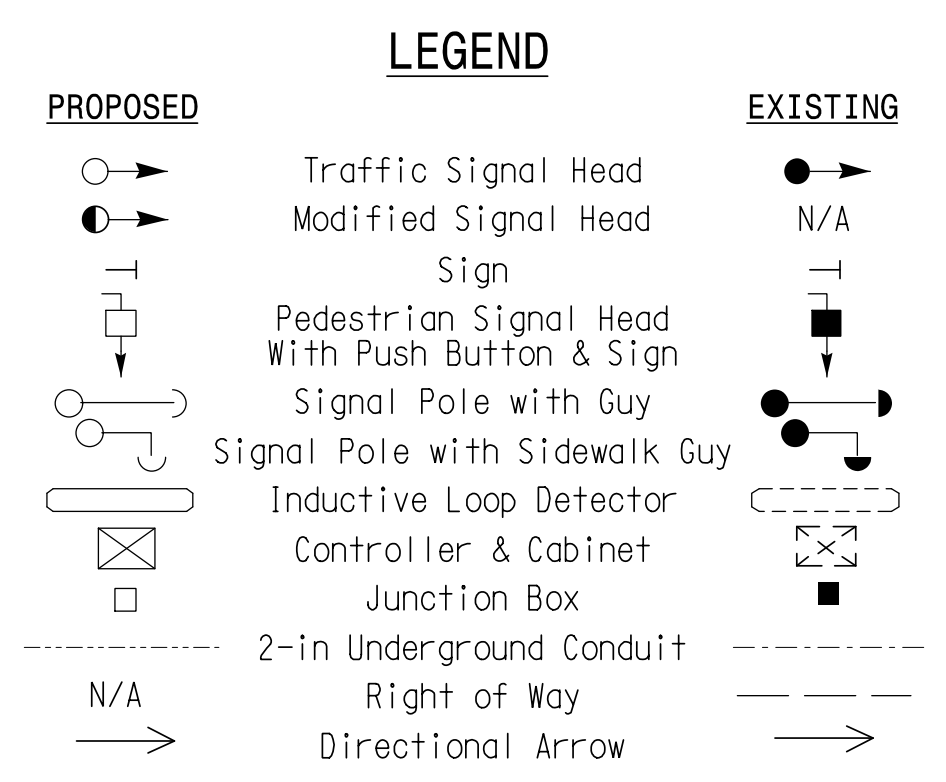 LEGEND
PROPOSED EXISTING
Traffic Signal Head
Modified Signal Head N/A
Sign
Pedestrian Signal Head
With Push Button & Sign
Signal Pole with Guy
Signal Pole with Sidewalk Guy
Inductive Loop Detector
Controller & Cabinet
Junction Box
2-in Underground Conduit
N/A Right of Way
Directional Arrow